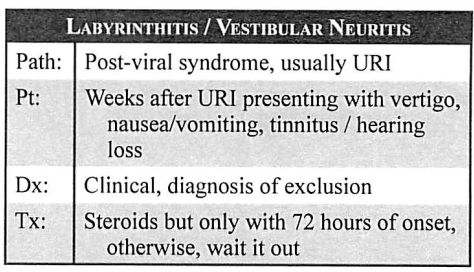 LABYRINTHITIS / VESTIBULAR NEURITIS
Path: Post-viral syndrome, usually URI
Pt: Weeks after URI presenting with vertigo,
nausea/vomiting, tinnitus / hearing
loss
Dx: Clinical, diagnosis of exclusion
Tx: Steroids but only with 72 hours of onset,
otherwise, wait it out